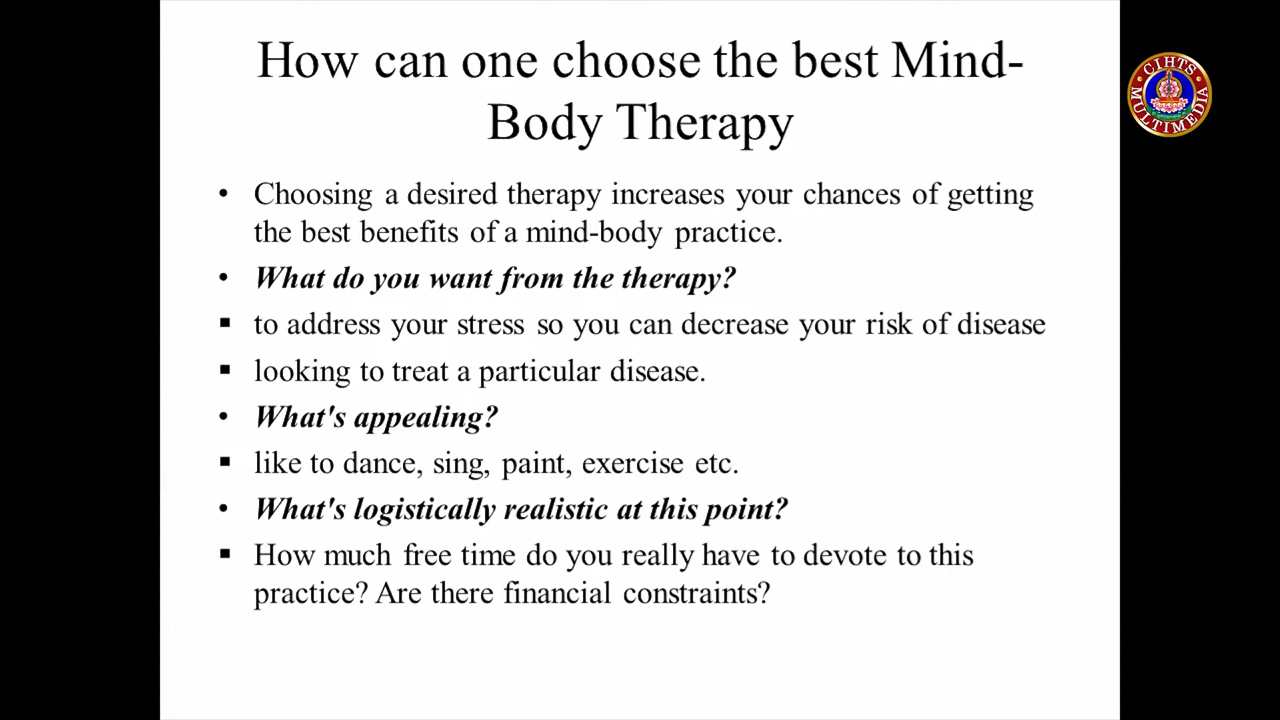 How can one choose the best Mind-
Body Therapy
• Choosing a desired therapy increases your chances of getting
the best benefits of a mind-body practice.
• What do you want from the therapy?
▪ to address your stress so you can decrease your risk of disease
▪ looking to treat a particular disease.
• What's appealing?
▪ like to dance, sing, paint, exercise etc.
• What's logistically realistic at this point?
▪ How much free time do you really have to devote to this
practice? Are there financial constraints?
CIHTS
MULTIMEDIA